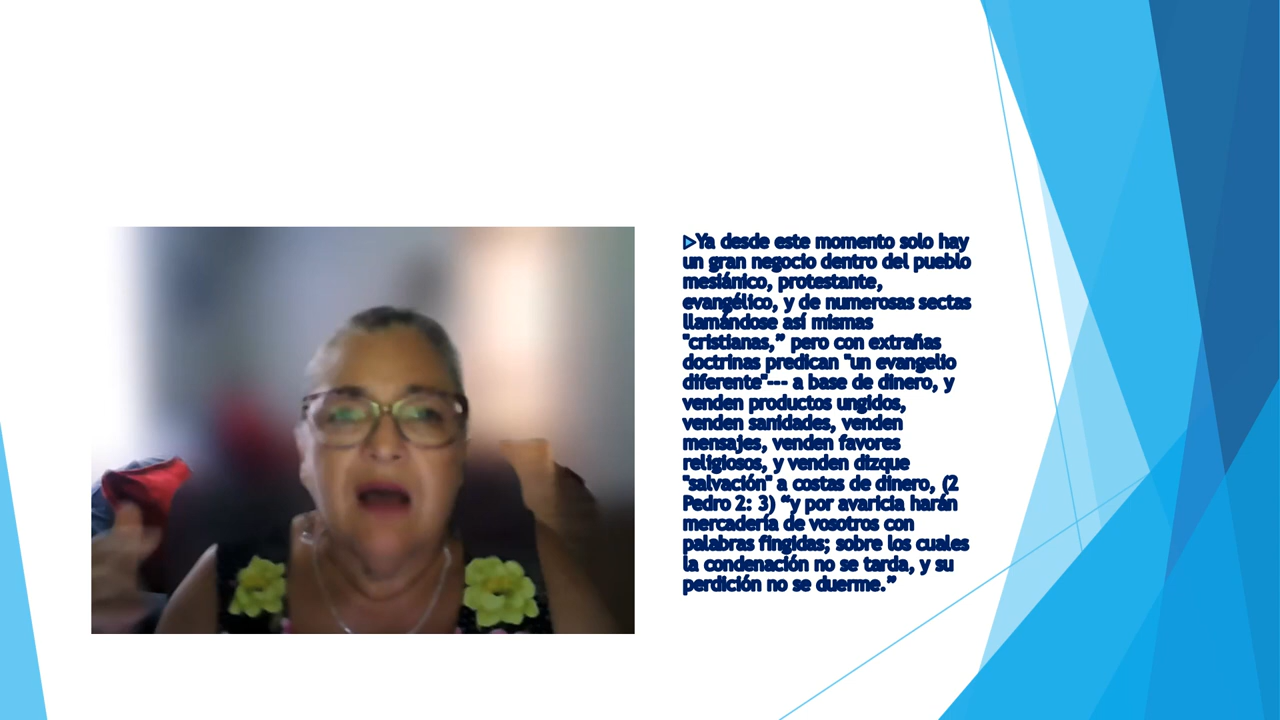 Ya desde este momento solo hay
un gran negocio dentro del pueblo
mesiánico, protestante,
evangélico, y de numerosas sectas
llamándose así mismas
"cristianas,” pero con extrañas
doctrinas predican "un evangelio
diferente"--- a base de dinero, y
venden productos ungidos,
venden sanidades, venden
mensajes, venden favores
religiosos, y venden dizque
"salvación" a costas de dinero, (2
Pedro 2: 3) “y por avaricia harán
mercadería de vosotros con
palabras fingidas; sobre los cuales
la condenación no se tarda, y su
perdición no se duerme.”